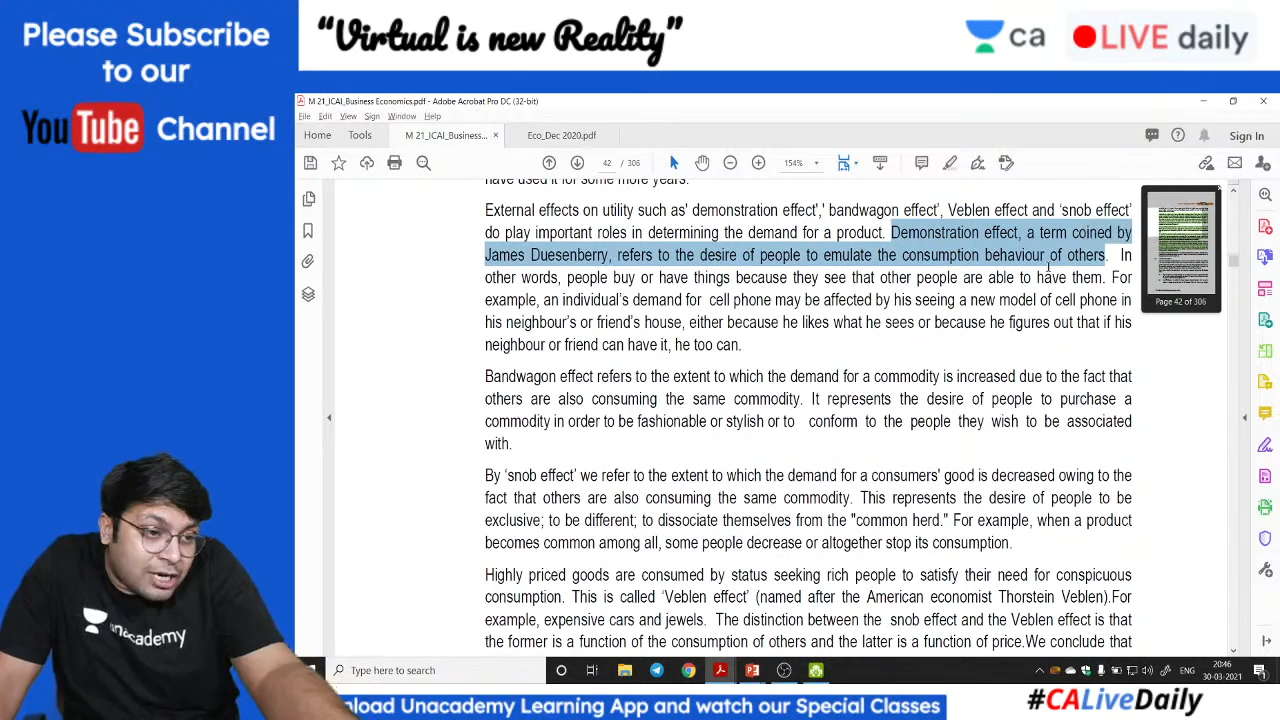 Please Subscribe
to our
YouTube Channel
“Virtual is new Reality”
ca
LIVE daily
M 21_ICAI_Business Economics.pdf - Adobe Acrobat Pro DC (32-bit)
File Edit View Sign Window Help
Home Tools M 21_ICAI_Business... × Eco_Dec 2020.pdf Sign In
42 / 306 154%
have used it for some more years.
External effects on utility such as' demonstration effect',' bandwagon effect', Veblen effect and ‘snob effect’
do play important roles in determining the demand for a product. Demonstration effect, a term coined by
James Duesenberry, refers to the desire of people to emulate the consumption behaviour of others. In
other words, people buy or have things because they see that other people are able to have them. For
example, an individual’s demand for cell phone may be affected by his seeing a new model of cell phone in
his neighbour’s or friend’s house, either because he likes what he sees or because he figures out that if his
neighbour or friend can have it, he too can.
Page 42 of 306
Bandwagon effect refers to the extent to which the demand for a commodity is increased due to the fact that
others are also consuming the same commodity. It represents the desire of people to purchase a
commodity in order to be fashionable or stylish or to conform to the people they wish to be associated
with.
By ‘snob effect’ we refer to the extent to which the demand for a consumers' good is decreased owing to the
fact that others are also consuming the same commodity. This represents the desire of people to be
exclusive; to be different; to dissociate themselves from the "common herd." For example, when a product
becomes common among all, some people decrease or altogether stop its consumption.
Highly priced goods are consumed by status seeking rich people to satisfy their need for conspicuous
consumption. This is called ‘Veblen effect’ (named after the American economist Thorstein Veblen).For
example, expensive cars and jewels. The distinction between the snob effect and the Veblen effect is that
the former is a function of the consumption of others and the latter is a function of price.We conclude that
unacademy
Type here to search
ENG
20:46
30-03-2021
nload Unacademy Learning App and watch our Special Classes
#CALiveDaily